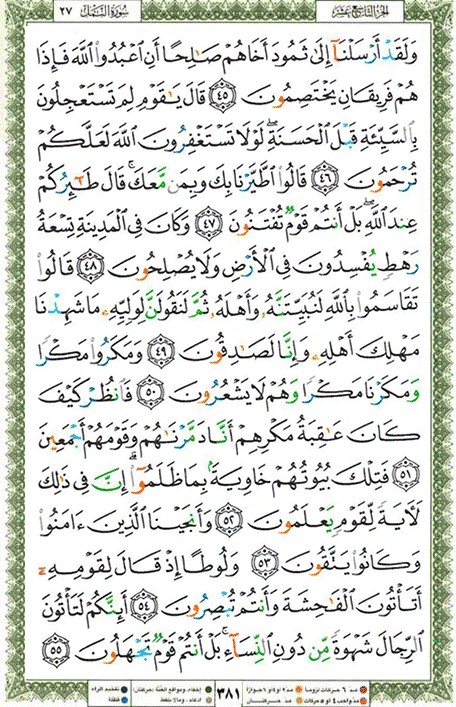 الجزء التاسع عشر سورة النمل ٢٧
وَلَقَدْ أَرْسَلْنَآ إِلَىٰ ثَمُودَ أَخَاهُمْ صَـٰلِحًا أَنِ ٱعْبُدُوا۟ ٱللَّهَ فَإِذَا
هُمْ فَرِيقَانِ يَخْتَصِمُونَ ٤٥ قَالَ يَـٰقَوْمِ لِمَ تَسْتَعْجِلُونَ
بِٱلسَّيِّئَةِ قَبْلَ ٱلْحَسَنَةِ ۖ لَوْلَا تَسْتَغْفِرُونَ ٱللَّهَ لَعَلَّكُمْ
تُرْحَمُونَ ٤٦ قَالُوا۟ ٱطَّيَّرْنَا بِكَ وَبِمَن مَّعَكَ ۚ قَالَ طَـٰٓئِرُكُمْ
عِندَ ٱللَّهِ ۖ بَلْ أَنتُمْ قَوْمٌ تُفْتَنُونَ ٤٧ وَكَانَ فِى ٱلْمَدِينَةِ تِسْعَةُ
رَهْطٍ يُفْسِدُونَ فِى ٱلْأَرْضِ وَلَا يُصْلِحُونَ ٤٨ قَالُوا۟
تَقَاسَمُوا۟ بِٱللَّهِ لَنُبَيِّتَنَّهُۥ وَأَهْلَهُۥ ثُمَّ لَنَقُولَنَّ لِوَلِيِّهِۦ مَا شَهِدْنَا
مَهْلِكَ أَهْلِهِۦ وَإِنَّا لَصَـٰدِقُونَ ٤٩ وَمَكَرُوا۟ مَكْرًا
وَمَكَرْنَا مَكْرًا وَهُمْ لَا يَشْعُرُونَ ٥٠ فَٱنظُرْ كَيْفَ
كَانَ عَـٰقِبَةُ مَكْرِهِمْ أَنَّا دَمَّرْنَـٰهُمْ وَقَوْمَهُمْ أَجْمَعِينَ
٥١ فَتِلْكَ بُيُوتُهُمْ خَاوِيَةًۢ بِمَا ظَلَمُوٓا۟ ۗ إِنَّ فِى ذَٰلِكَ
لَـَٔايَةً لِّقَوْمٍ يَعْلَمُونَ ٥٢ وَأَنجَيْنَا ٱلَّذِينَ ءَامَنُوا۟
وَكَانُوا۟ يَتَّقُونَ ٥٣ وَلُوطًا إِذْ قَالَ لِقَوْمِهِۦٓ
أَتَأْتُونَ ٱلْفَـٰحِشَةَ وَأَنتُمْ تُبْصِرُونَ ٥٤ أَئِنَّكُمْ لَتَأْتُونَ
ٱلرِّجَالَ شَهْوَةً مِّن دُونِ ٱلنِّسَآءِ ۚ بَلْ أَنتُمْ قَوْمٌ تَجْهَلُونَ ٥٥
٣٨١